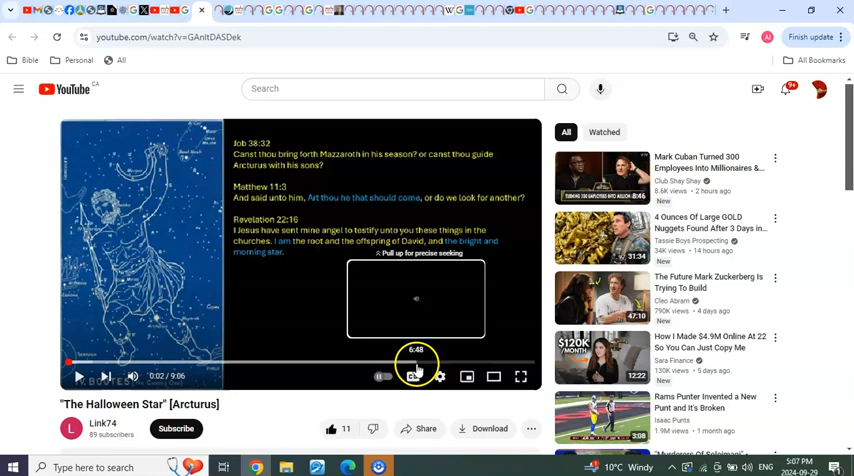 youtube.com/watch?v=GAnItDASDek
Finish update
Bible
Personal
All
All Bookmarks
YouTube CA
Search
9+
Job 38:32
Canst thou bring forth Mazzaroth in his season? or canst thou guide
Arcturus with his sons?
Matthew 11:3
And said unto him, Art thou he that should come, or do we look for another?
Revelation 22:16
I Jesus have sent mine angel to testify unto you these things in the
churches. I am the root and the offspring of David, and the bright and
morning star.
Pull up for precise seeking
6:48
0:02 / 9:06
"The Halloween Star" [Arcturus]
L
Link74
89 subscribers
Subscribe
11
Share
Download
All
Watched
Mark Cuban Turned 300
Employees Into Millionaires &...
Club Shay Shay
8.6K views • 2 hours ago
New
8:46
4 Ounces Of Large GOLD
Nuggets Found After 3 Days in...
Tassie Boys Prospecting
34K views • 14 hours ago
New
31:34
The Future Mark Zuckerberg Is
Trying To Build
Cleo Abram
790K views • 4 days ago
New
47:10
How I Made $4.9M Online At 22
So You Can Just Copy Me
Sara Finance
130K views • 5 days ago
$120K
/MONTH
12:22
Rams Punter Invented a New
Punt and It's Broken
Isaac Punts
1.9M views • 1 month ago
3:08
Type here to search
10°C Windy
5:07 PM
2024-09-29